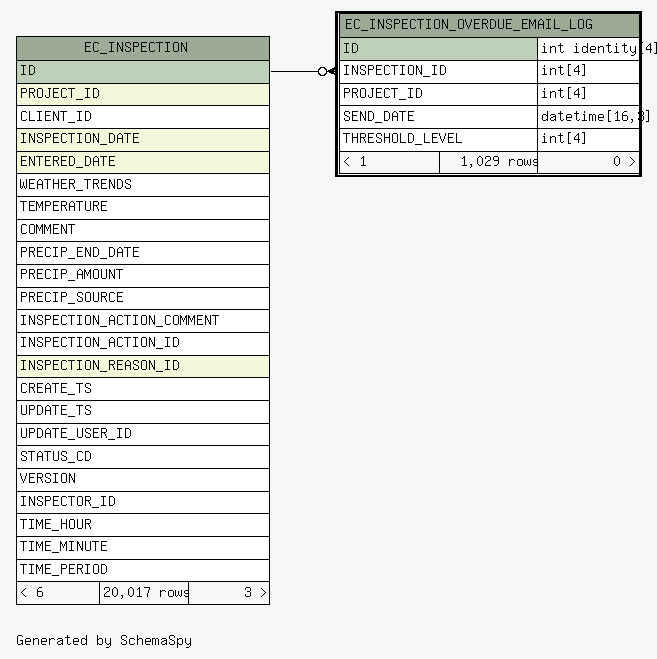 EC_INSPECTION
ID
PROJECT_ID
CLIENT_ID
INSPECTION_DATE
ENTERED_DATE
WEATHER_TRENDS
TEMPERATURE
COMMENT
PRECIP_END_DATE
PRECIP_AMOUNT
PRECIP_SOURCE
INSPECTION_ACTION_COMMENT
INSPECTION_ACTION_ID
INSPECTION_REASON_ID
CREATE_TS
UPDATE_TS
UPDATE_USER_ID
STATUS_CD
VERSION
INSPECTOR_ID
TIME_HOUR
TIME_MINUTE
TIME_PERIOD
< 6 20,017 rows 3 >
EC_INSPECTION_OVERDUE_EMAIL_LOG
ID int identity[4]
INSPECTION_ID int[4]
PROJECT_ID int[4]
SEND_DATE datetime[16,3]
THRESHOLD_LEVEL int[4]
< 1 1,029 rows 0 >
Generated by SchemaSpy